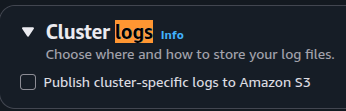 Cluster logs Info
Choose where and how to store your log files.
Publish cluster-specific logs to Amazon S3